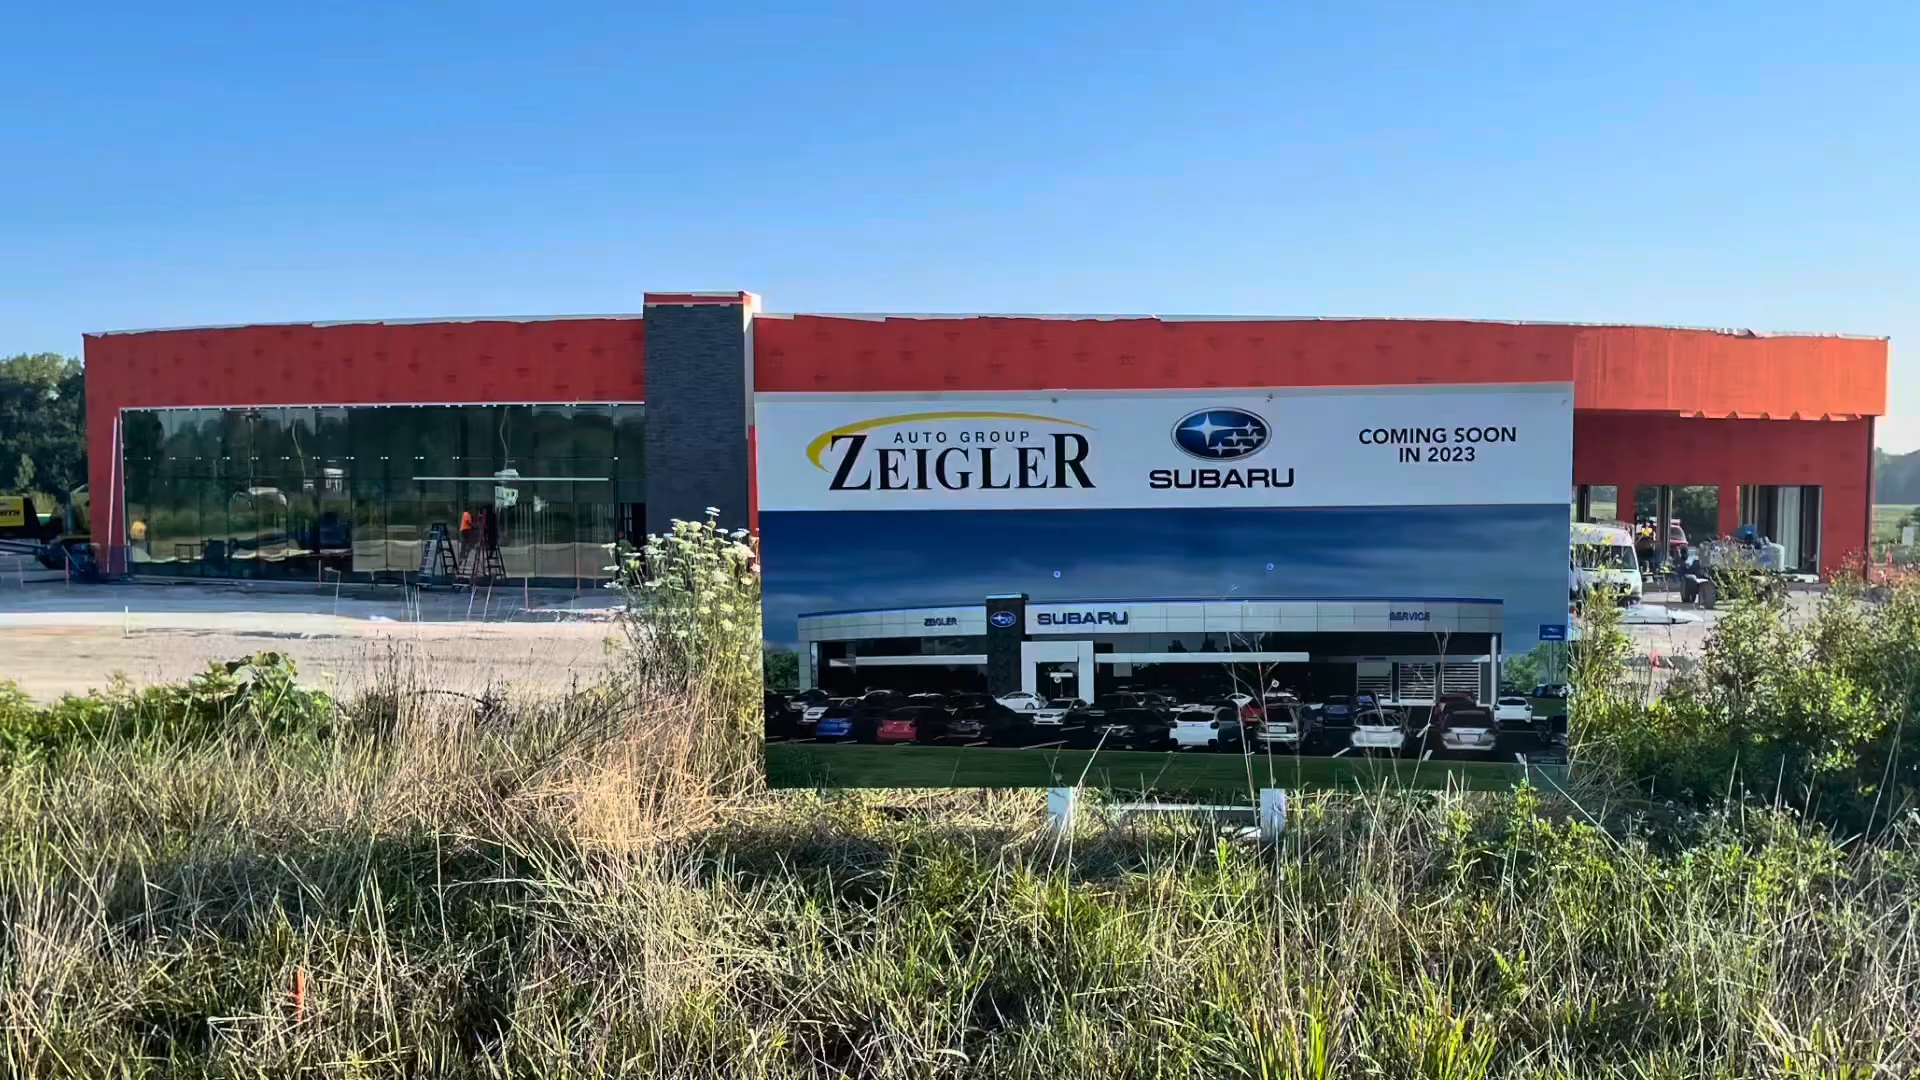 AUTO GROUP
ZEIGLER
SUBARU
COMING SOON
IN 2023
ZEIGLER
SUBARU
SERVICE